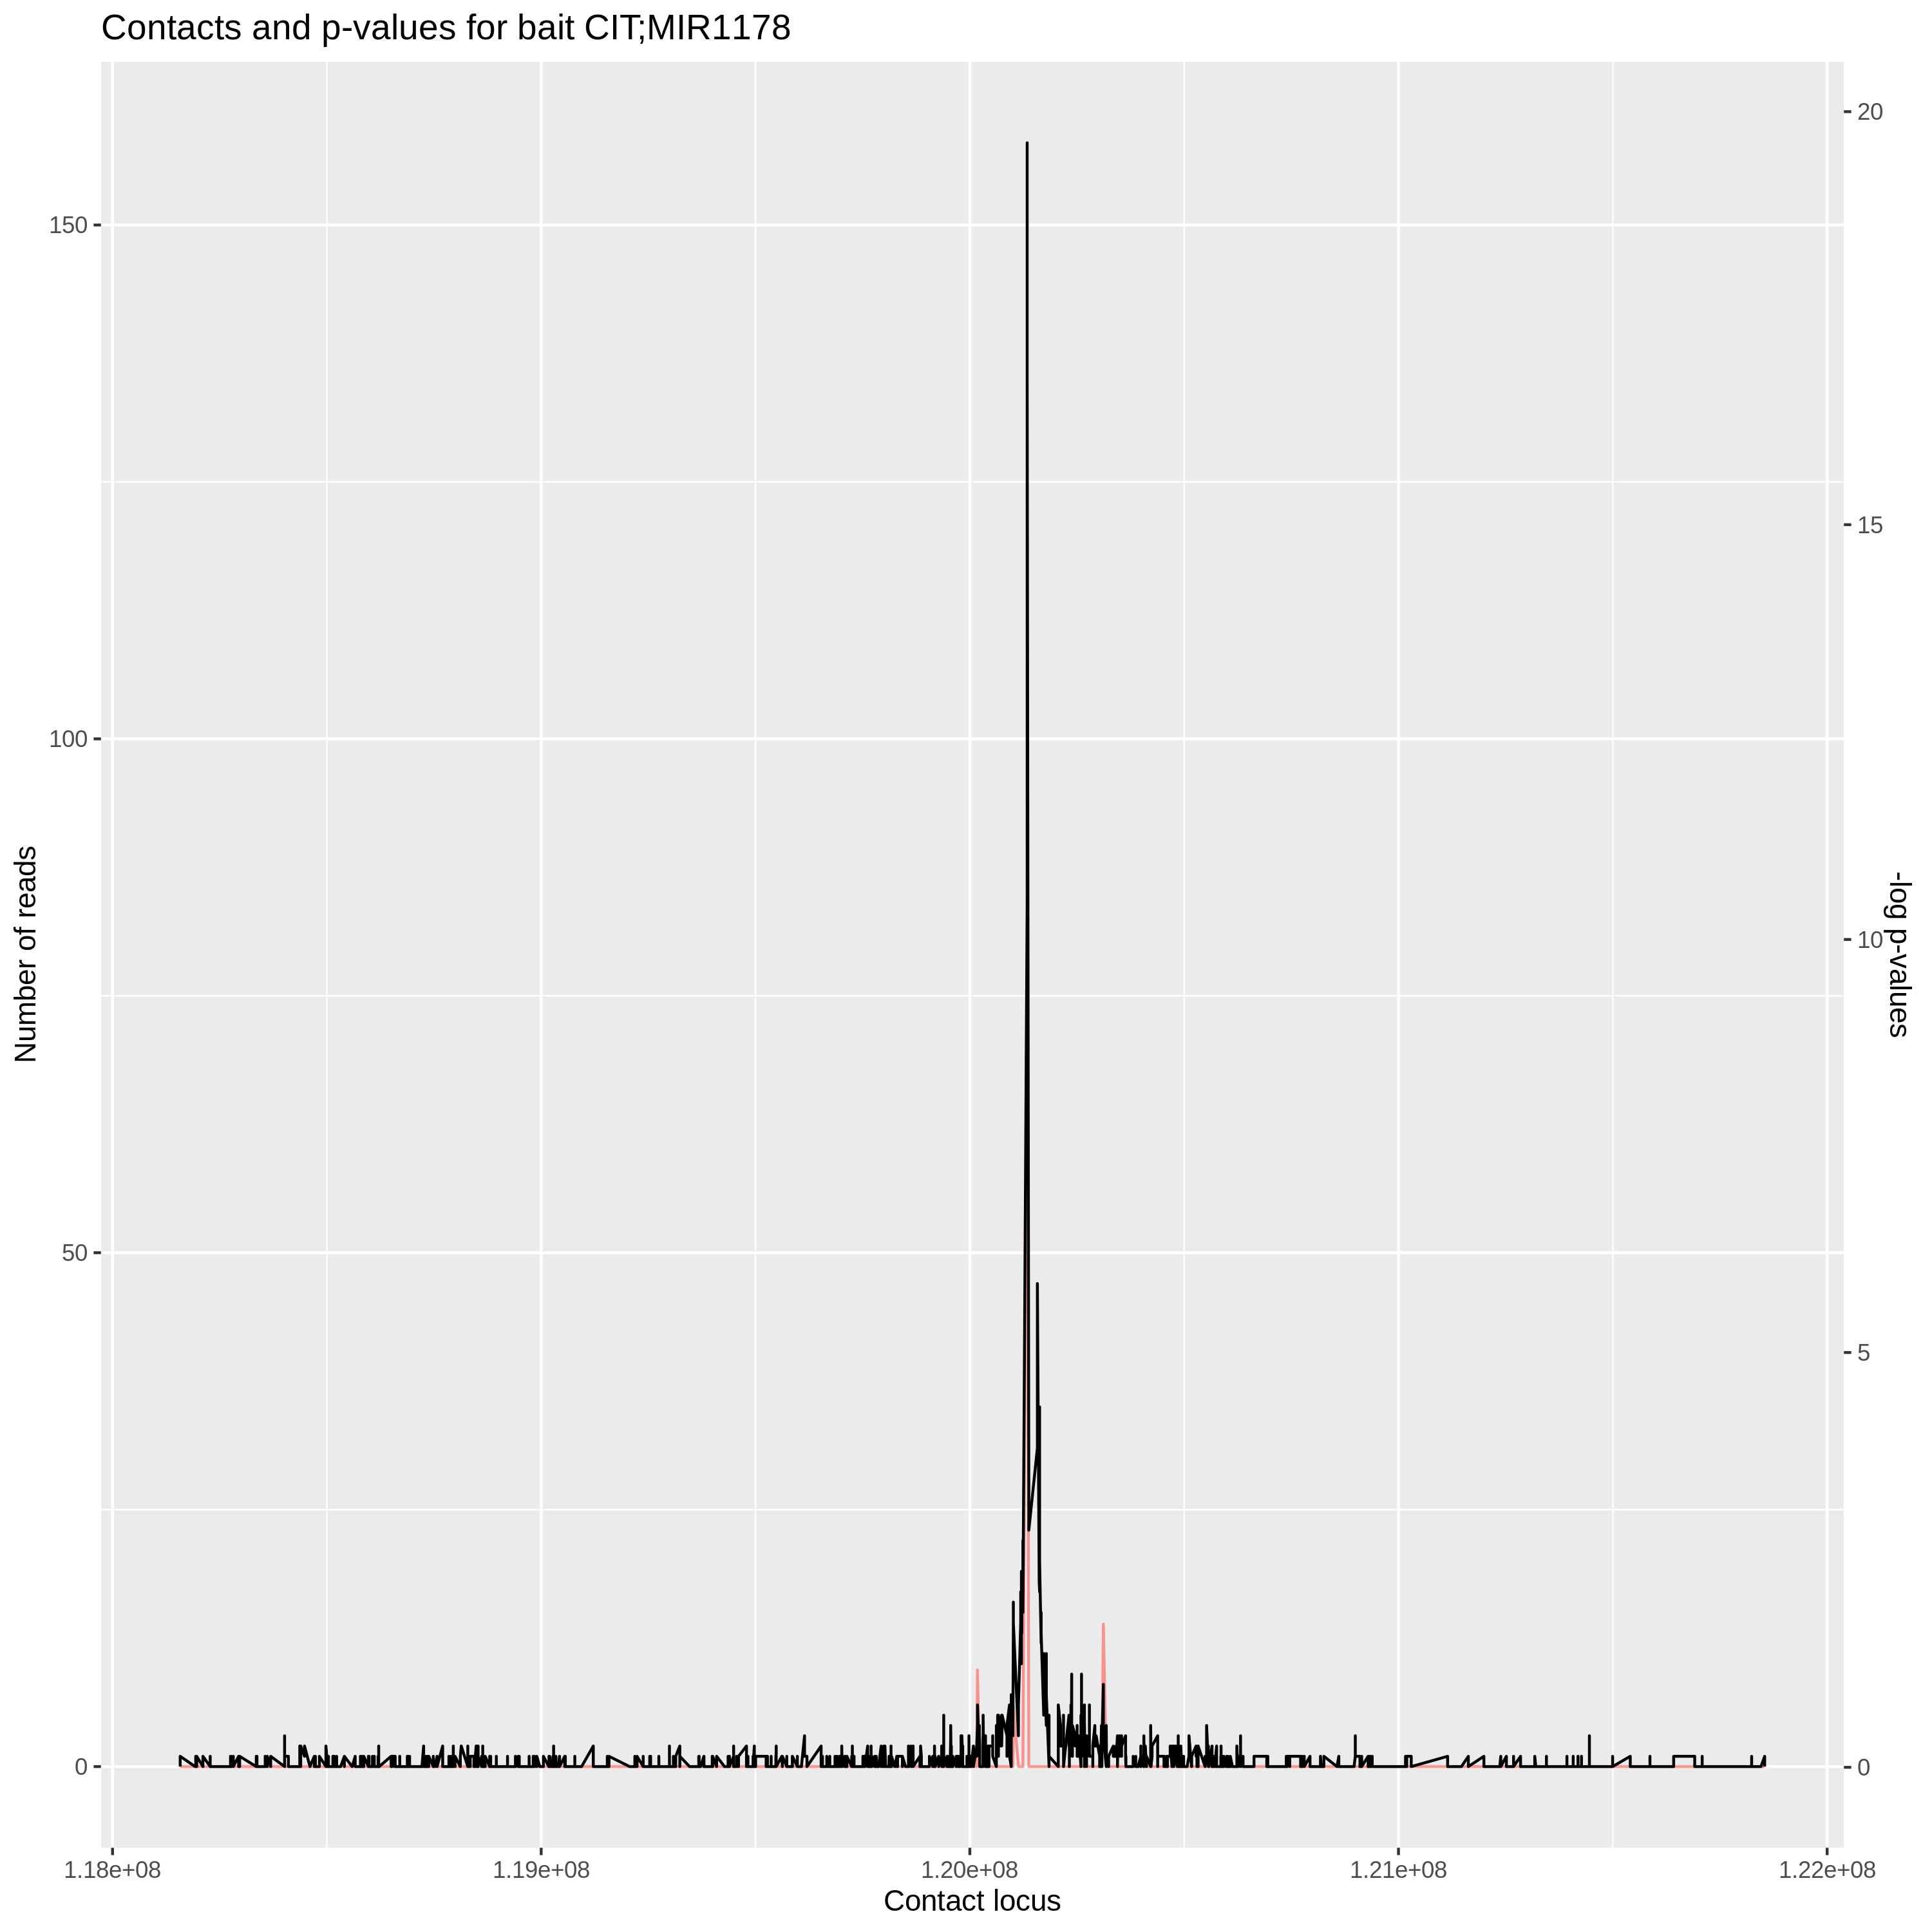 Contacts and p-values for bait CIT;MIR1178
20
150
15
100
Number of reads
-log p-values
10
50
5
0
0
1.18e+08
1.19e+08
1.20e+08
1.21e+08
1.22e+08
Contact locus